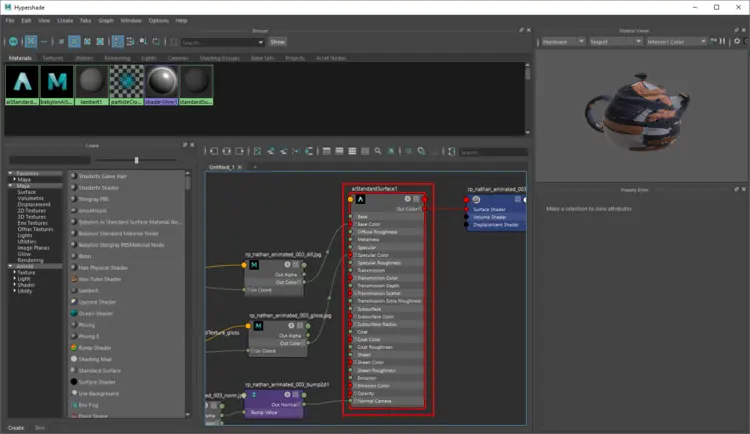 Hypershade
File Edit View Create Tabs Graph Window Options Help
Browser
Material Viewer
Search...
Show
Hardware
Teapot
Interior1 Color
Materials Textures Utilities Rendering Lights Cameras Shading Groups Bake Sets Projects Asset Nodes
aiStandard... babylonAiS... lambert1 particleClo... shaderGlow1 standardSu...
Create
Search...
Untitled_1
Property Editor
Make a selection to view attributes
Favorites
Maya
Maya
Surface
Volumetric
Displacement
2D Textures
3D Textures
Env Textures
Other Textures
Lights
Utilities
Image Planes
Glow
Rendering
Arnold
Texture
Light
Shader
Utility
Shaderfx Game Hair
Shaderfx Shader
Stingray PBS
Anisotropic
Babylon Ai Standard Surface Material No
Babylon Standard Material Node
Babylon Stingray PBSMaterial Node
Blinn
Hair Physical Shader
Hair Tube Shader
Lambert
Layered Shader
Ocean Shader
Phong
Phong E
Ramp Shader
Shading Map
Standard Surface
Surface Shader
Use Background
Env Fog
Create Bins
rp_nathan_animated_003_dif.jpg
Out Alpha
Out Color
Uv Coord
rp_nathan_animated_003_gloss.jpg
Texture_gloss
Out Alpha
Out Color
Uv Coord
rp_nathan_animated_003_bump2d1
_animated_003_norm.jpg
Out Normal
Bump Value
Alpha
aiStandardSurface1
Out Color
Base
Base Color
Diffuse Roughness
Metalness
Specular
Specular Color
Specular Roughness
Transmission
Transmission Color
Transmission Depth
Transmission Scatter
Transmission Extra Roughness
Subsurface
Subsurface Color
Subsurface Radius
Coat
Coat Color
Coat Roughness
Sheen
Sheen Color
Sheen Roughness
Emission
Emission Color
Opacity
Normal Camera
rp_nathan_animated_003
Surface Shader
Volume Shader
Displacement Shader